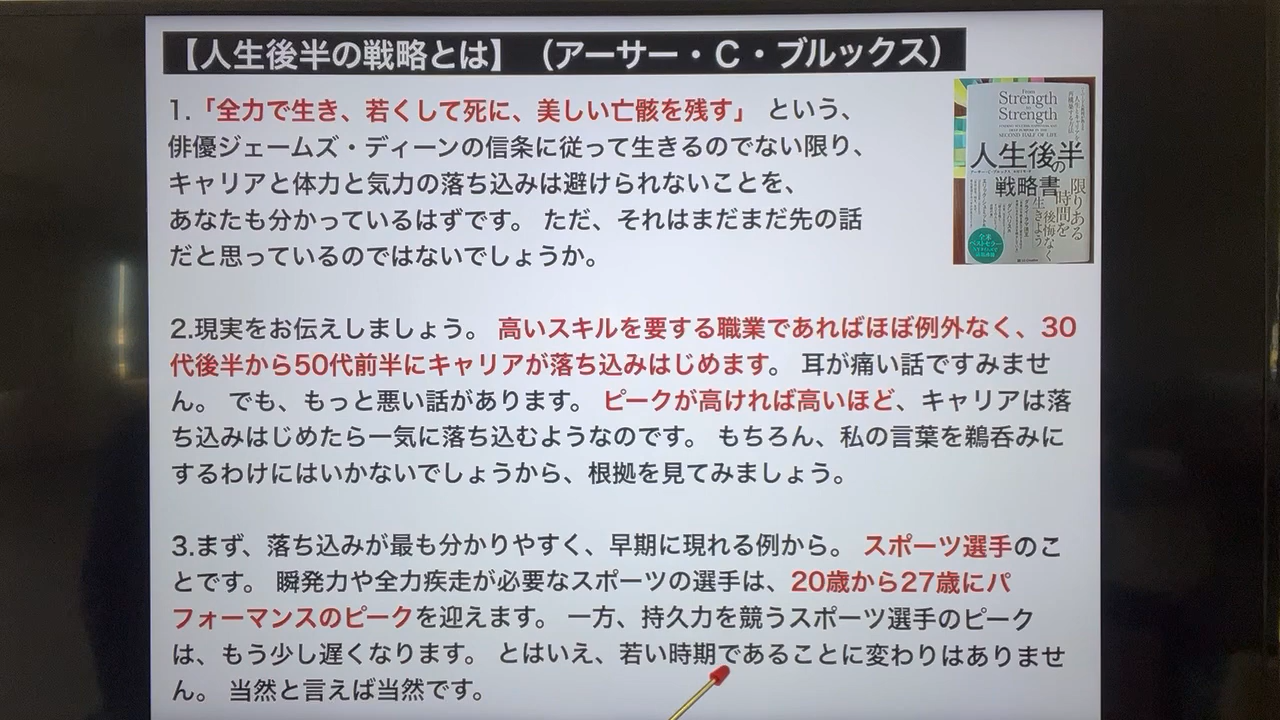 【人生後半の戦略とは】（アーサー・C・ブルックス）
1.「全力で生き、若くして死に、美しい亡骸を残す」 という、
俳優ジェームズ・ディーンの信条に従って生きるのでない限り、
キャリアと体力と気力の落ち込みは避けられないことを、
あなたも分かっているはずです。 ただ、それはまだまだ先の話
だと思っているのではないでしょうか。
From
Strength
to
Strength
SECOND HALF OF LIFE
人生後半の
戦略書
アーサー・C・ブルックス
限りある
時間を
後悔なく
生きよう
全米
ベストセラー
2.現実をお伝えしましょう。 高いスキルを要する職業であればほぼ例外なく、30
代後半から50代前半にキャリアが落ち込みはじめます。 耳が痛い話ですみませ
ん。 でも、もっと悪い話があります。 ピークが高ければ高いほど、キャリアは落
ち込みはじめたら一気に落ち込むようなのです。 もちろん、私の言葉を鵜呑みに
するわけにはいかないでしょうから、根拠を見てみましょう。
3.まず、落ち込みが最も分かりやすく、早期に現れる例から。 スポーツ選手のこ
とです。 瞬発力や全力疾走が必要なスポーツの選手は、20歳から27歳にパ
フォーマンスのピークを迎えます。 一方、持久力を競うスポーツ選手のピーク
は、もう少し遅くなります。 とはいえ、若い時期であることに変わりはありませ
ん。 当然と言えば当然です。